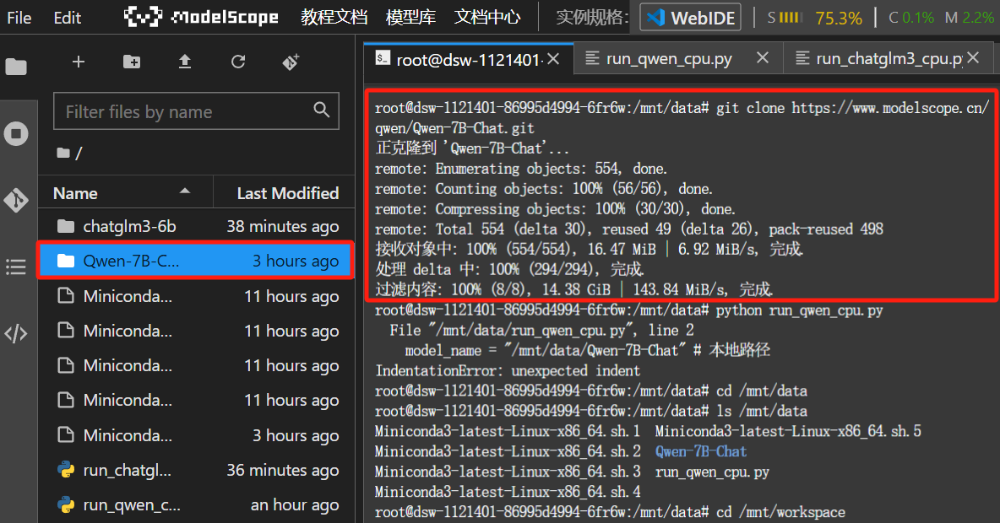 File Edit ModelScope 教程文档 模型库 文档中心 实例规格: WebIDE S 75.3% C 0.1% M 2.2%
root@dsw-1121401- run_qwen_cpu.py run_chatglm3_cpu.p
Filter files by name
/
Name Last Modified
chatglm3-6b 38 minutes ago
Qwen-7B-C... 3 hours ago
Miniconda... 11 hours ago
Miniconda... 11 hours ago
Miniconda... 11 hours ago
Miniconda... 11 hours ago
Miniconda... 3 hours ago
run_chatgl... 36 minutes ago
run_qwen_c... an hour ago
root@dsw-1121401-86995d4994-6fr6w:/mnt/data# git clone https://www.modelscope.cn/
qwen/Qwen-7B-Chat.git
正克隆到 'Qwen-7B-Chat'...
remote: Enumerating objects: 554, done.
remote: Counting objects: 100% (56/56), done.
remote: Compressing objects: 100% (30/30), done.
remote: Total 554 (delta 30), reused 49 (delta 26), pack-reused 498
接收对象中: 100% (554/554), 16.47 MiB | 6.92 MiB/s, 完成.
处理 delta 中: 100% (294/294), 完成.
过滤内容: 100% (8/8), 14.38 GiB | 143.84 MiB/s, 完成.
root@dsw-1121401-86995d4994-6fr6w:/mnt/data# python run_qwen_cpu.py
File "/mnt/data/run_qwen_cpu.py", line 2
model_name = "/mnt/data/Qwen-7B-Chat" # 本地路径
IndentationError: unexpected indent
root@dsw-1121401-86995d4994-6fr6w:/mnt/data# cd /mnt/data
root@dsw-1121401-86995d4994-6fr6w:/mnt/data# ls /mnt/data
Miniconda3-latest-Linux-x86_64.sh.1 Miniconda3-latest-Linux-x86_64.sh.5
Miniconda3-latest-Linux-x86_64.sh.2 Qwen-7B-Chat
Miniconda3-latest-Linux-x86_64.sh.3 run_qwen_cpu.py
Miniconda3-latest-Linux-x86_64.sh.4
root@dsw-1121401-86995d4994-6fr6w:/mnt/data# cd /mnt/workspace